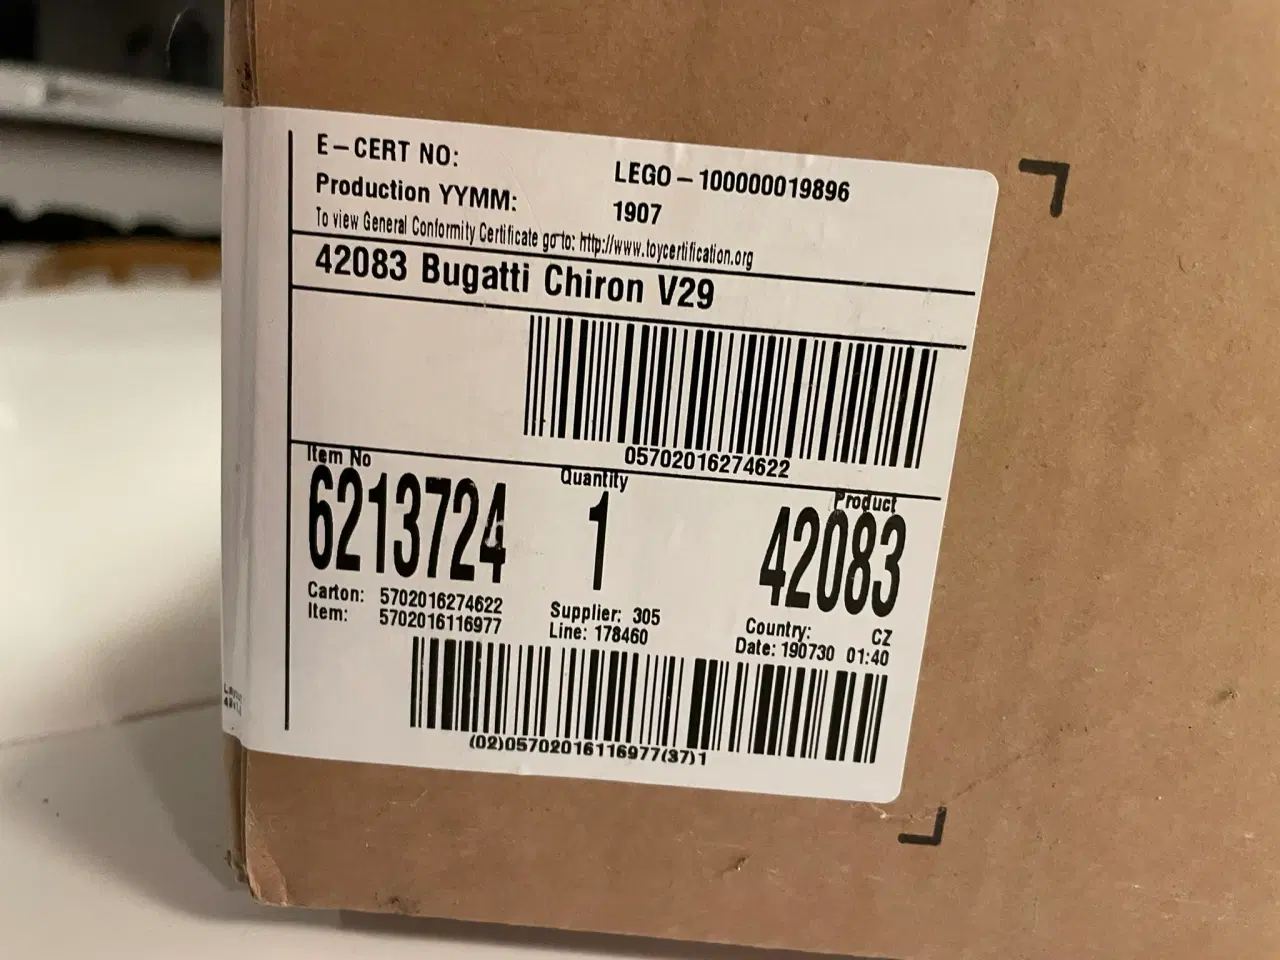 E-CERT NO: LEGO-100000019896
Production YYMM: 1907
To view General Conformity Certificate go to: http://www.toycertification.org
42083 Bugatti Chiron V29
05702016274622
Item No Quantity Product
6213724 1 42083
Carton: 5702016274622 Supplier: 305 Country: CZ
Item: 5702016116977 Line: 178460 Date: 190730 01:40
(02)05702016116977(37)1